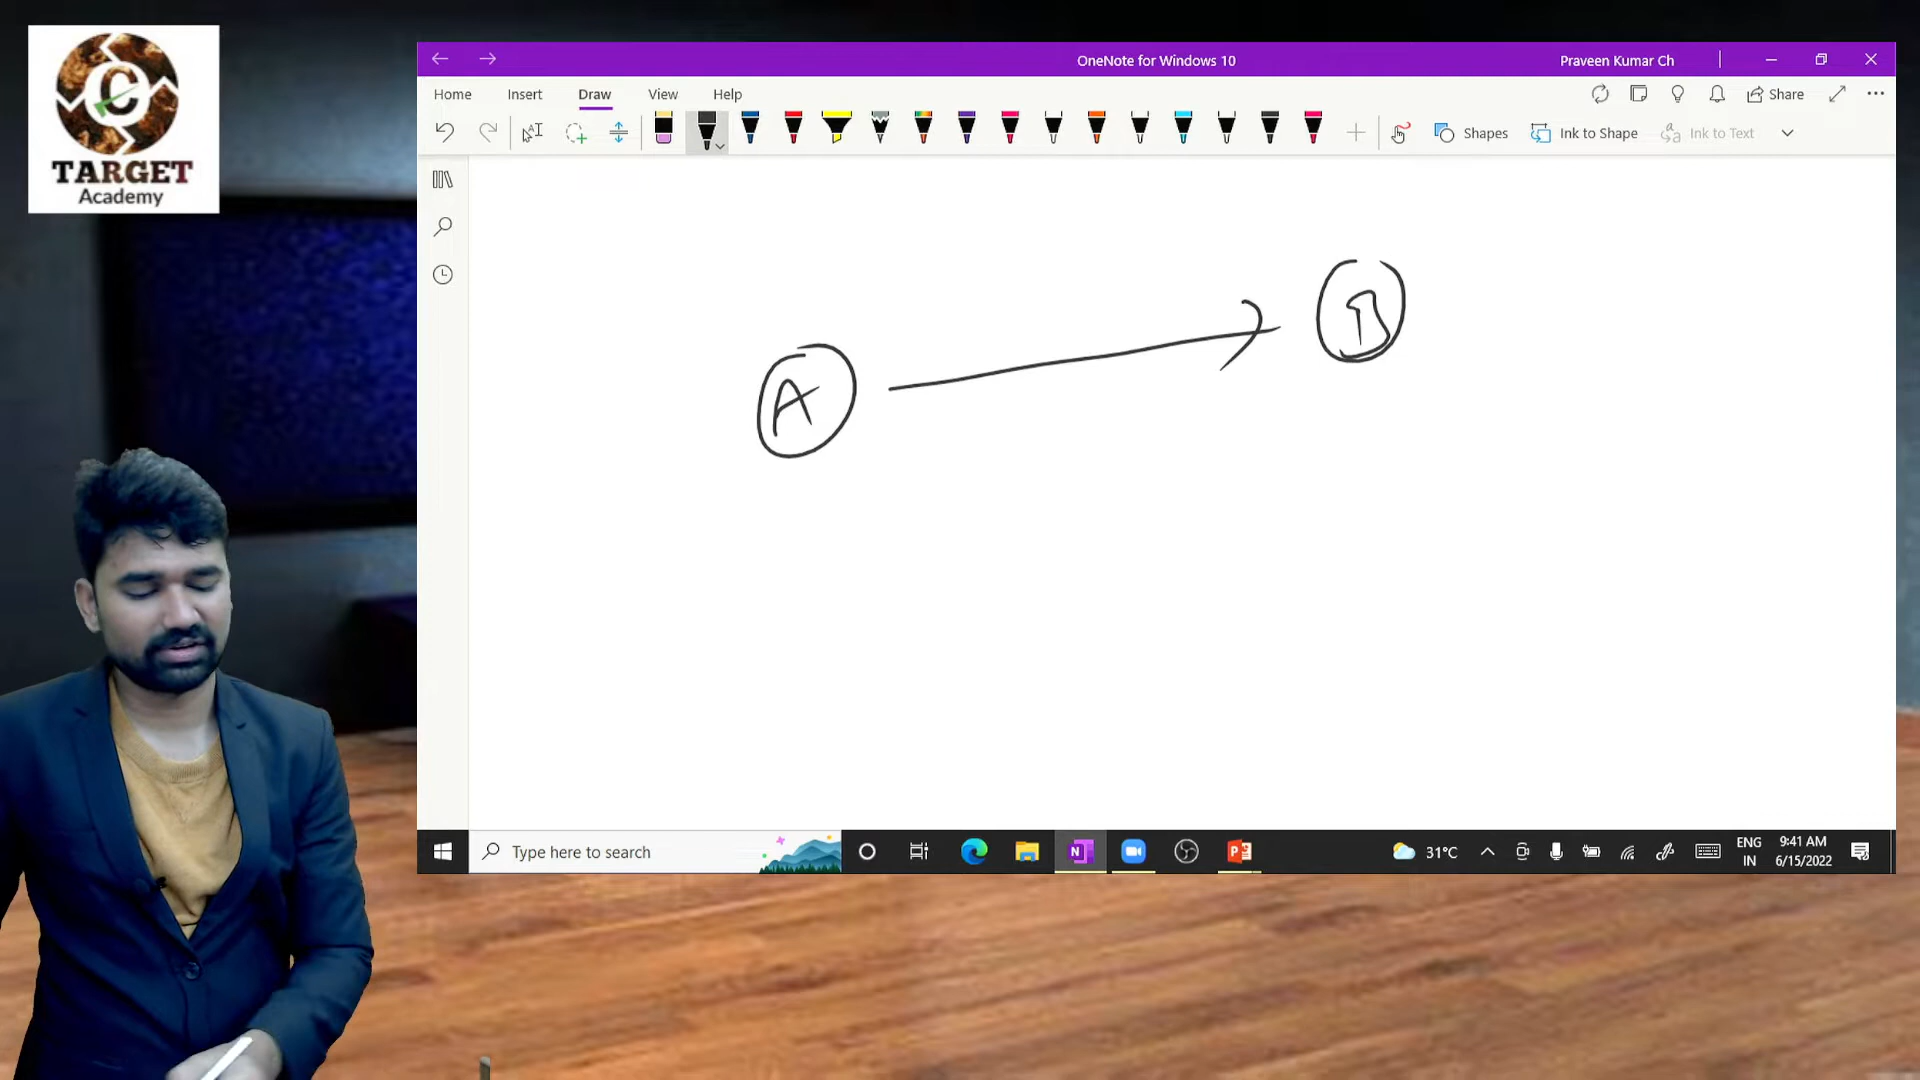 C
TARGET
Academy
OneNote for Windows 10
Praveen Kumar Ch
Home Insert Draw View Help
Share
Shapes Ink to Shape Ink to Text
A
B
Type here to search
31°C
ENG
IN
9:41 AM
6/15/2022